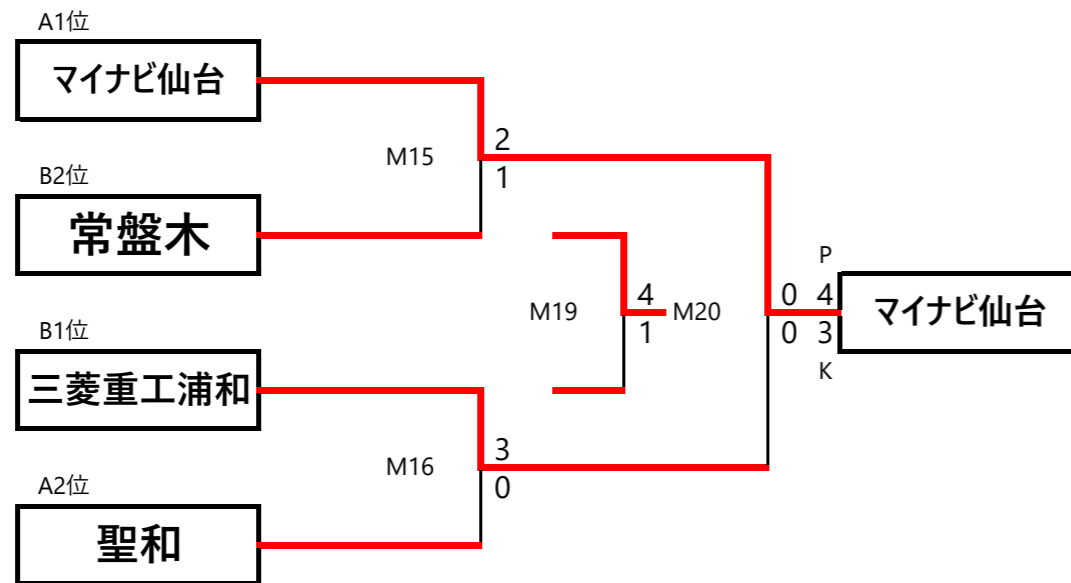 A1位
マイナビ仙台
M15
2
1
B2位
常盤木
P
M19
4
1
M20
0 4
0 3
マイナビ仙台
K
B1位
三菱重工浦和
M16
3
0
A2位
聖和